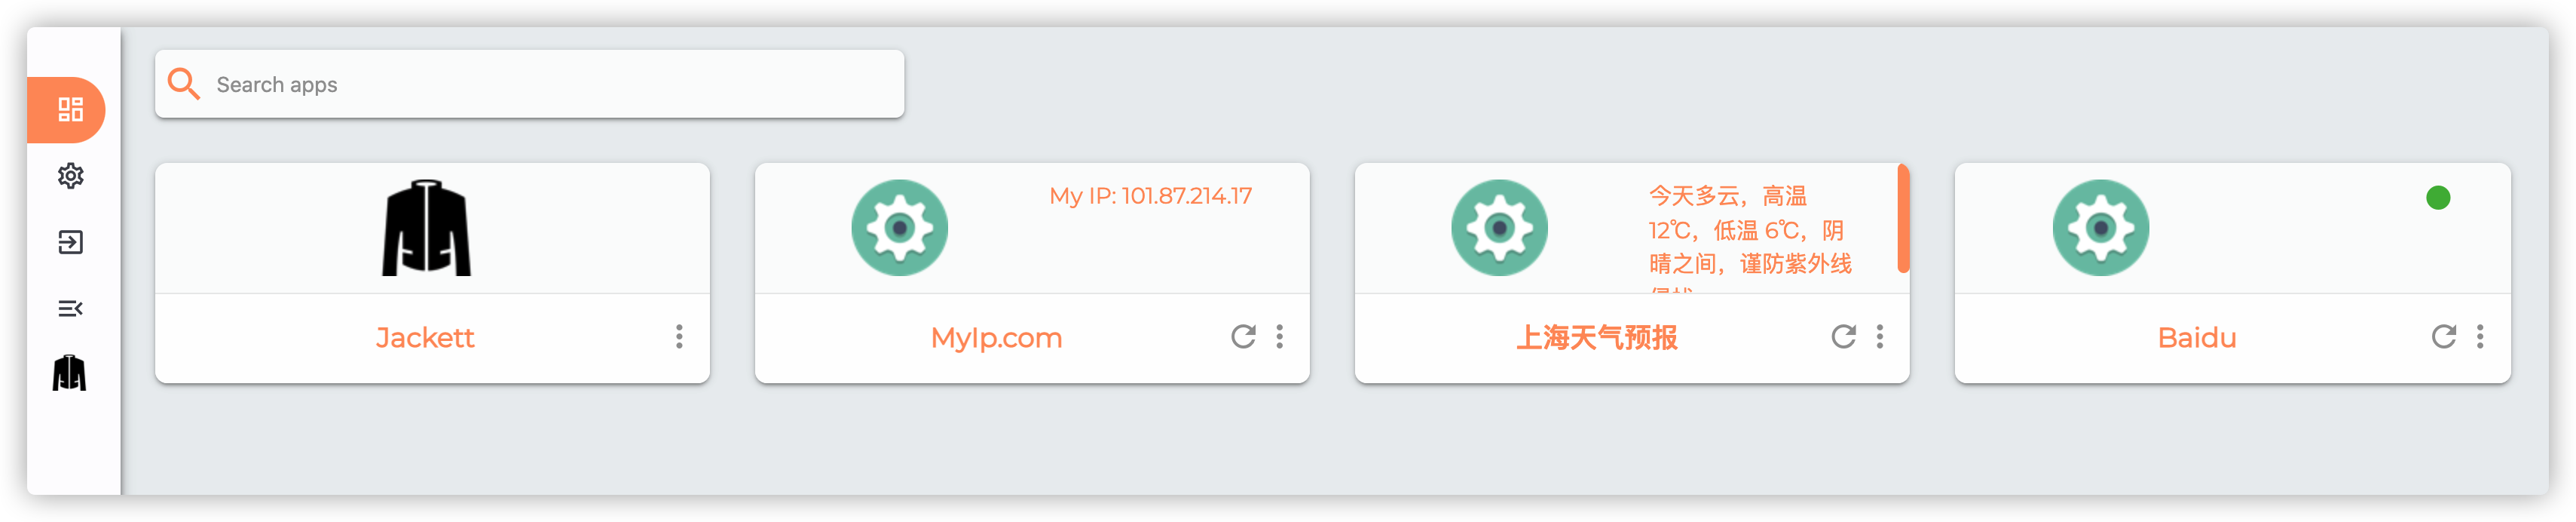 Search apps
Jackett
My IP: 101.87.214.17
MyIp.com
今天多云，高温
12℃，低温 6℃，阴
晴之间，谨防紫外线
上海天气预报
Baidu